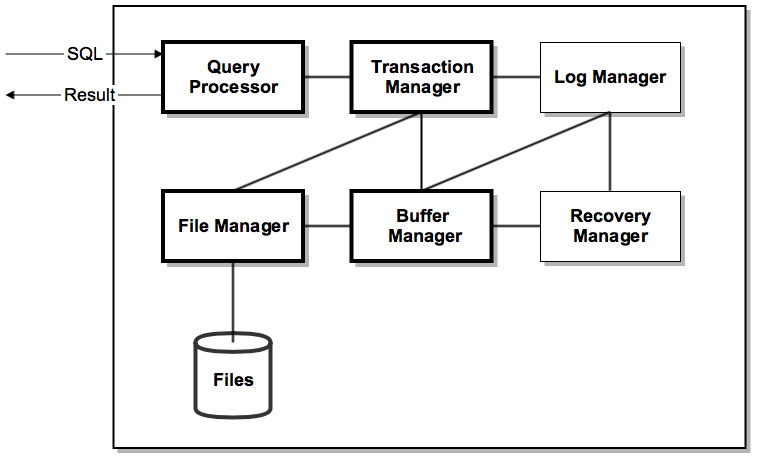 SQL
Result
Query
Processor
Transaction
Manager
Log Manager
File Manager
Buffer
Manager
Recovery
Manager
Files